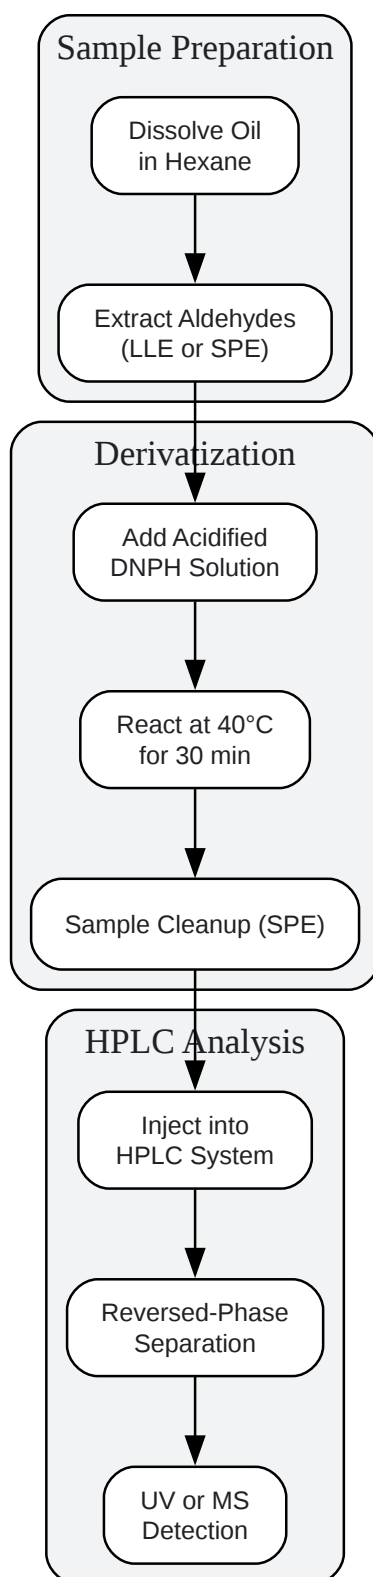 Sample Preparation
Dissolve Oil
in Hexane
Extract Aldehydes
(LLE or SPE)
Derivatization
Add Acidified
DNPH Solution
React at 40°C
for 30 min
Sample Cleanup (SPE)
HPLC Analysis
Inject into
HPLC System
Reversed-Phase
Separation
UV or MS
Detection